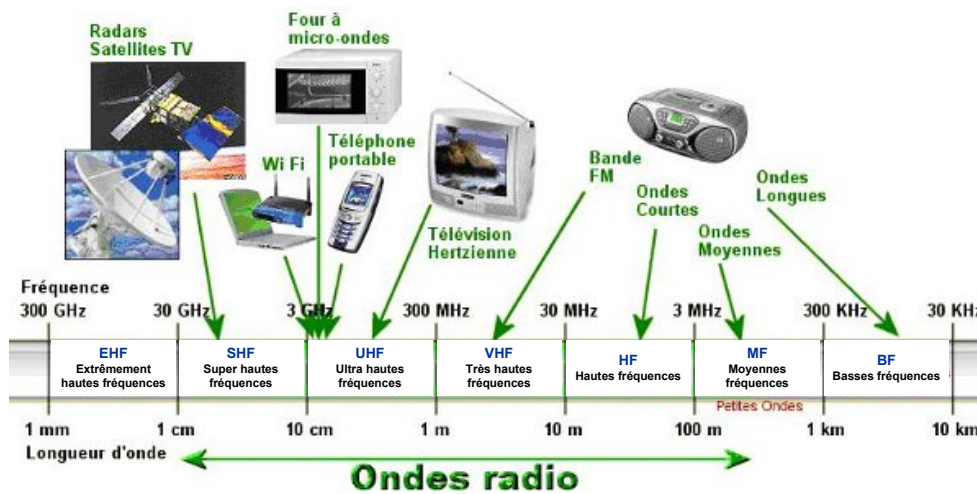 Radars
Satellites TV
Four à
micro-ondes
Wi Fi
Téléphone
portable
Télévision
Hertzienne
Bande
FM
Ondes
Courtes
Ondes
Moyennes
Ondes
Longues
Fréquence
300 GHz 30 GHz 3 GHz 300 MHz 30 MHz 3 MHz 300 KHz 30 KHz
EHF
Extrêmement
hautes fréquences
SHF
Super hautes
fréquences
UHF
Ultra hautes
fréquences
VHF
Très hautes
fréquences
HF
Hautes fréquences
MF
Moyennes
fréquences
BF
Basses fréquences
Petites Ondes
1 mm 1 cm 10 cm 1 m 10 m 100 m 1 km 10 km
Longueur d'onde
Ondes radio